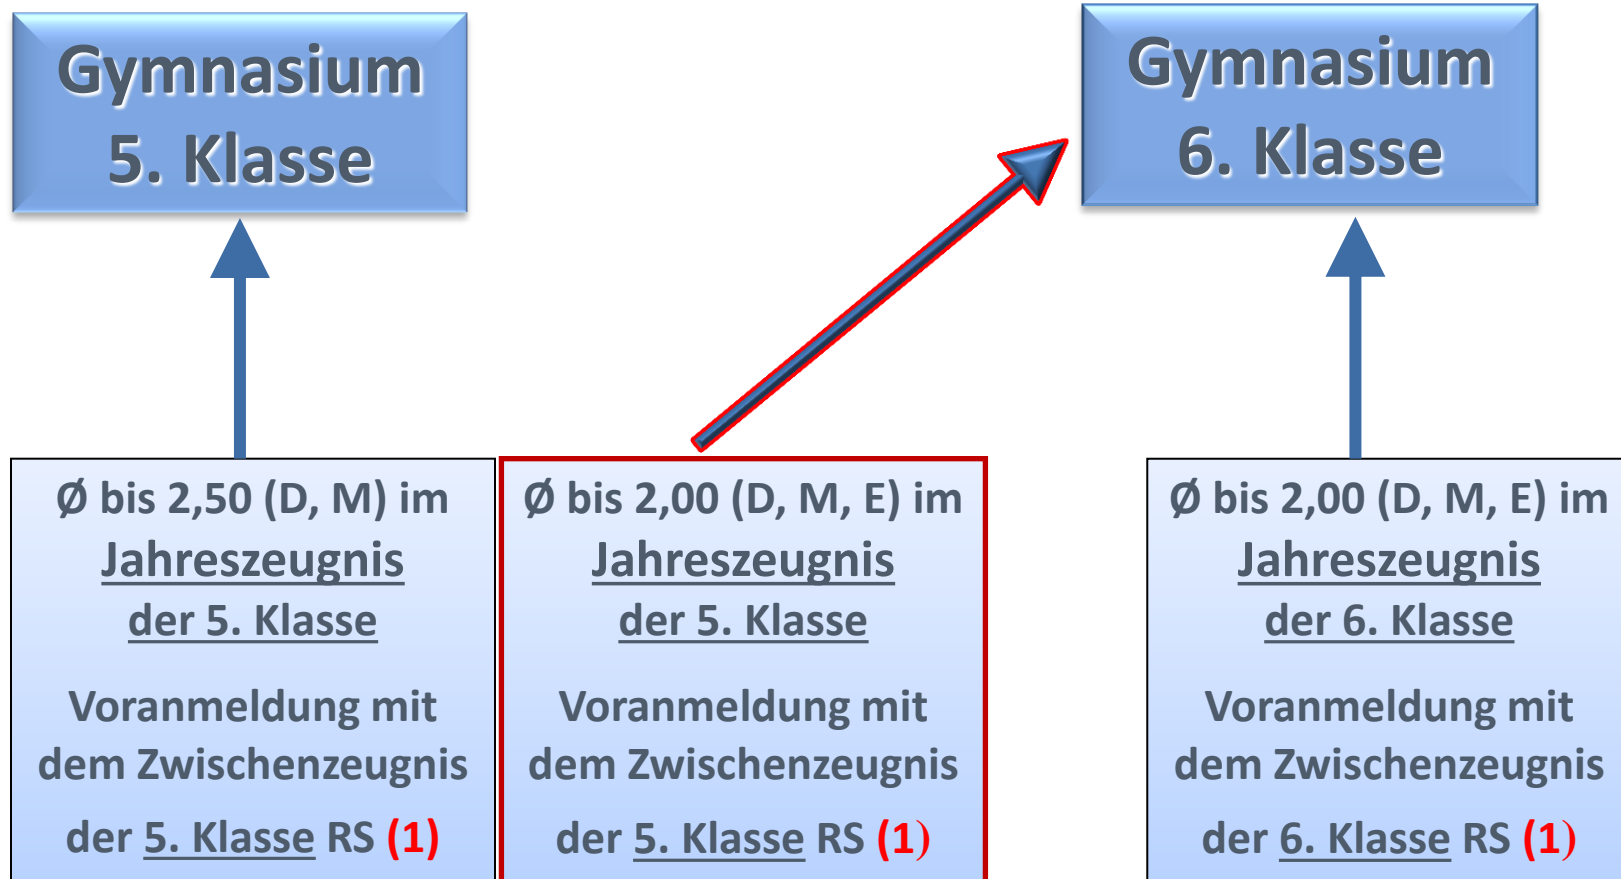 Gymnasium
5. Klasse
Gymnasium
6. Klasse
Ø bis 2,50 (D, M) im
Jahreszeugnis
der 5. Klasse
Voranmeldung mit
dem Zwischenzeugnis
der 5. Klasse RS (1)
Ø bis 2,00 (D, M, E) im
Jahreszeugnis
der 5. Klasse
Voranmeldung mit
dem Zwischenzeugnis
der 5. Klasse RS (1)
Ø bis 2,00 (D, M, E) im
Jahreszeugnis
der 6. Klasse
Voranmeldung mit
dem Zwischenzeugnis
der 6. Klasse RS (1)